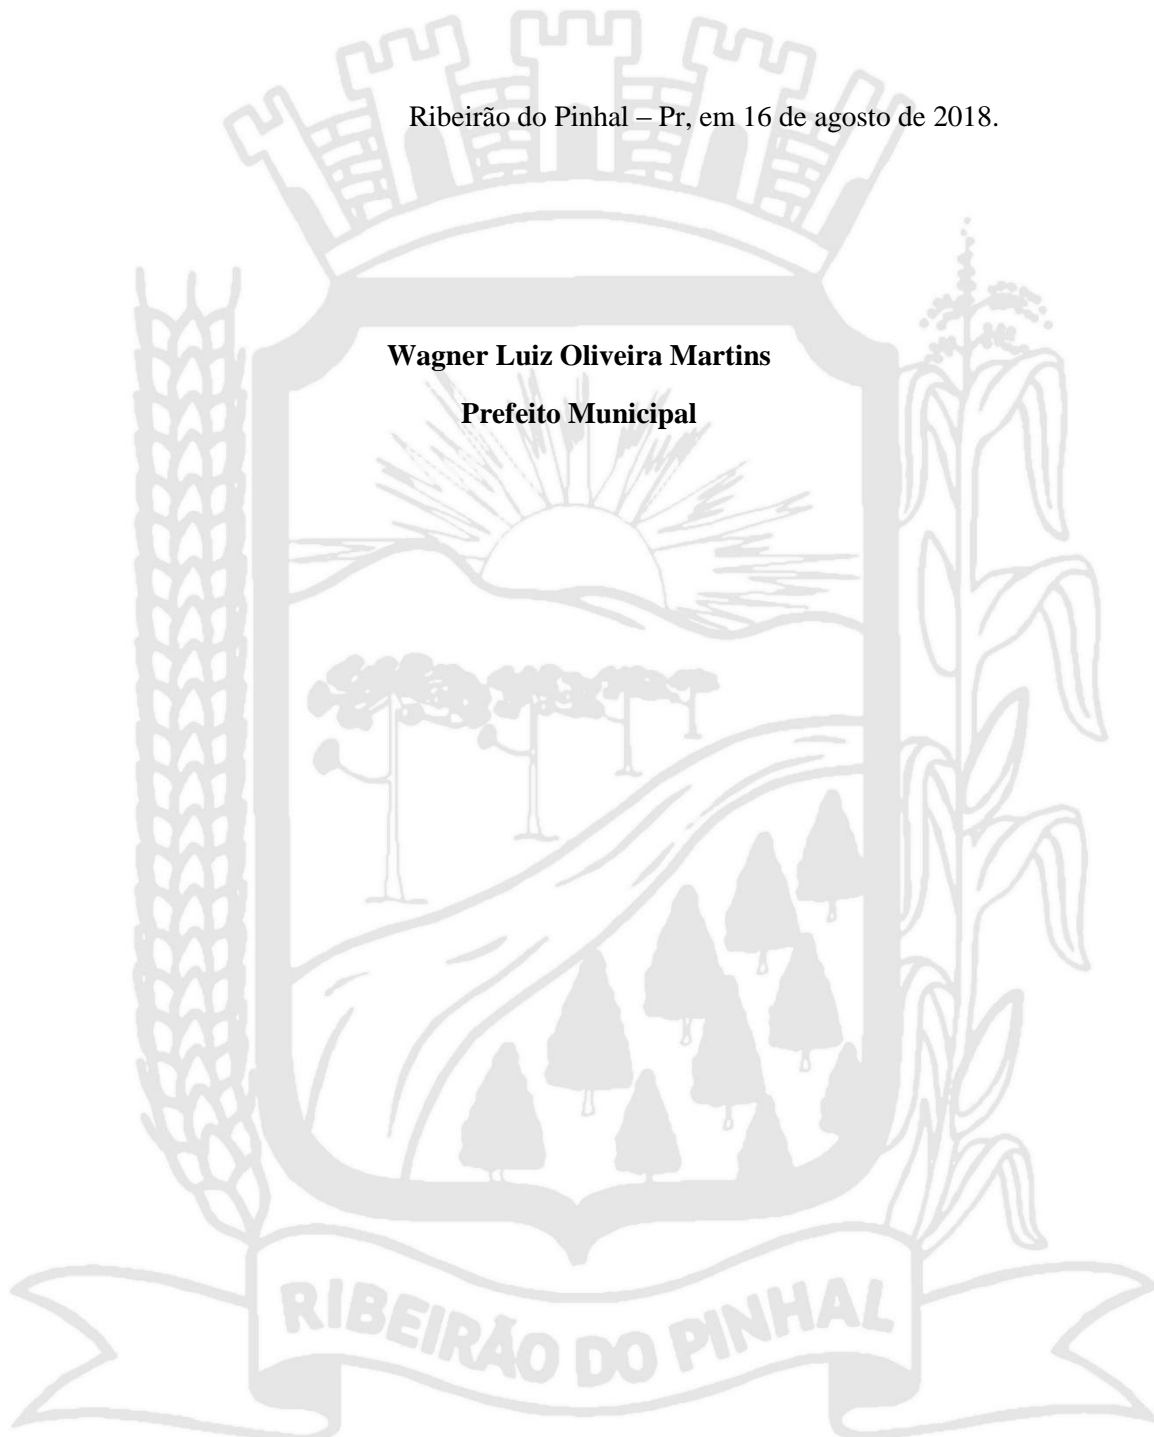 Ribeirão do Pinhal – Pr, em 16 de agosto de 2018.
Wagner Luiz Oliveira Martins
Prefeito Municipal
RIBEIRÃO DO PINHAL